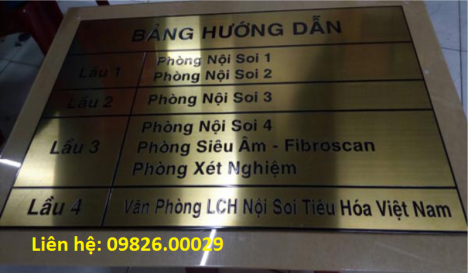 BẢNG HƯỚNG DẪN
Lầu 1
Phòng Nội Soi 1
Phòng Nội Soi 2
Lầu 2
Phòng Nội Soi 3
Lầu 3
Phòng Nội Soi 4
Phòng Siêu Âm - Fibroscan
Phòng Xét Nghiệm
Lầu 4
Văn Phòng LCH Nội Soi Tiêu Hóa Việt Nam
Liên hệ: 09826.00029